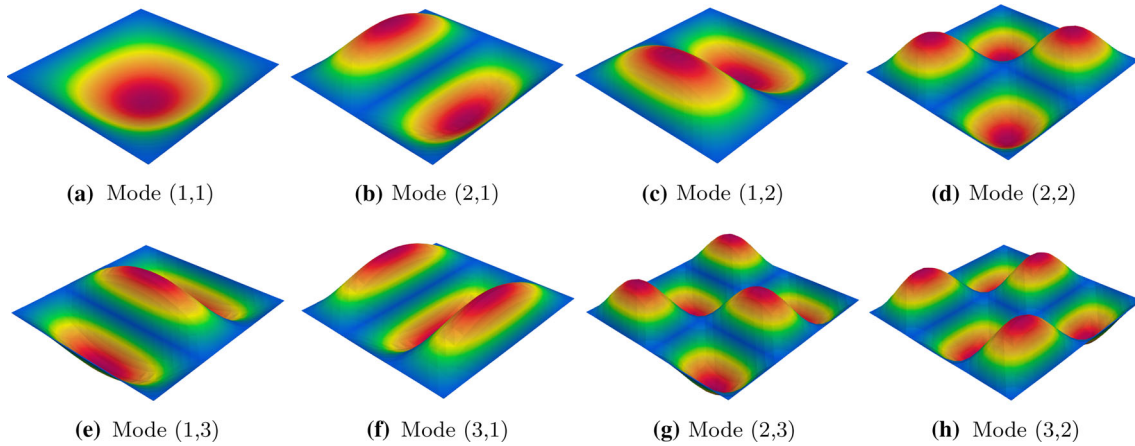 (a) Mode (1,1)
(b) Mode (2,1)
(c) Mode (1,2)
(d) Mode (2,2)
(e) Mode (1,3)
(f) Mode (3,1)
(g) Mode (2,3)
(h) Mode (3,2)